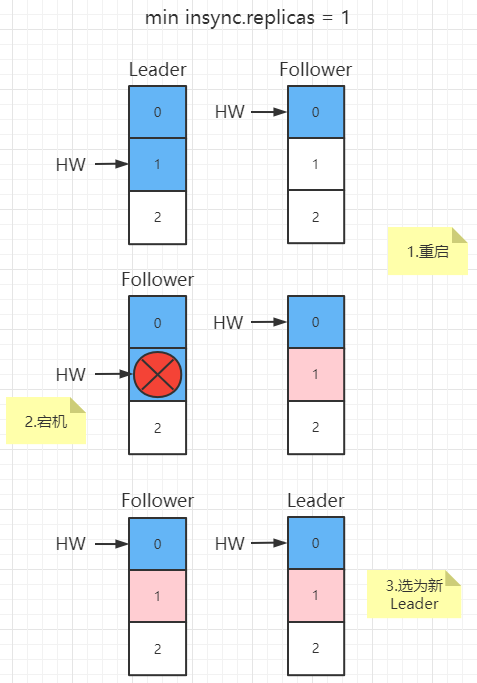 min insync.replicas = 1
Leader
Follower
0
HW
0
HW
1
1
2
2
1.重启
Follower
0
HW
0
HW
1
2.宕机
2
2
Follower
Leader
HW
0
HW
0
1
1
3.选为新
Leader
2
2